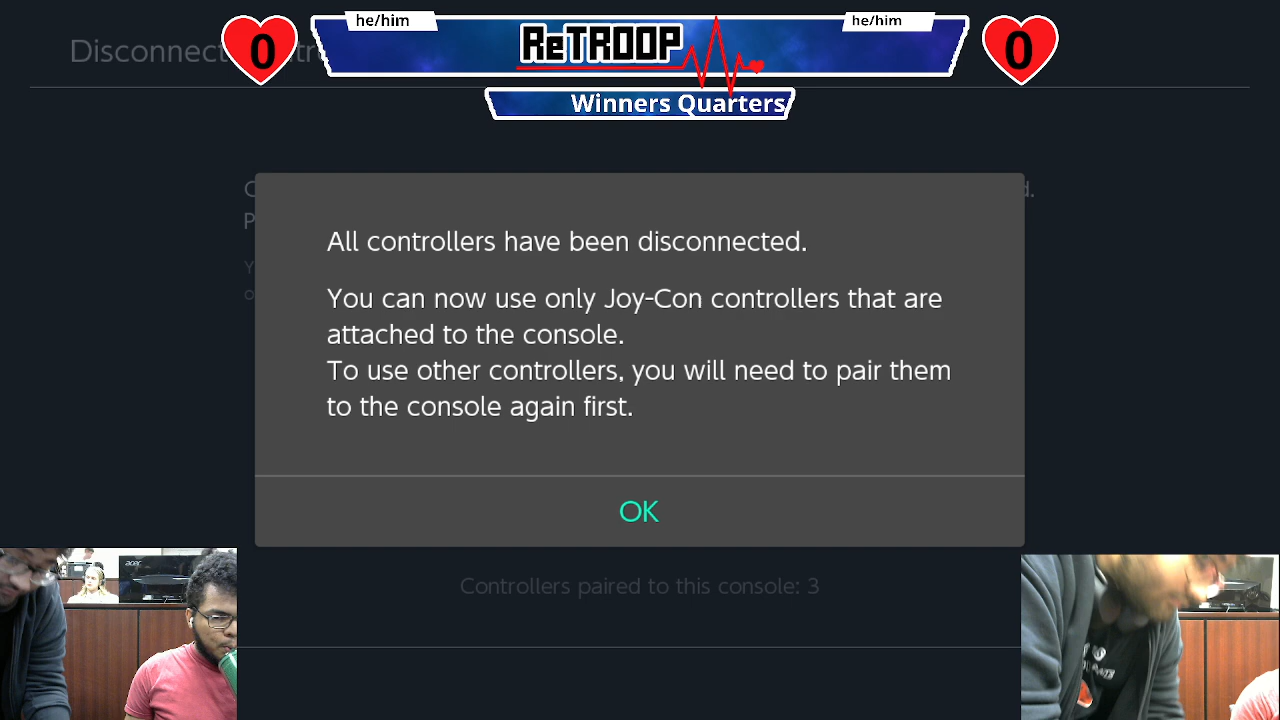 he/him
he/him
0
ReTROOP
0
Disconnect
Winners Quarters
All controllers have been disconnected.
You can now use only Joy-Con controllers that are
attached to the console.
To use other controllers, you will need to pair them
to the console again first.
OK
acer
Controllers paired to this console: 3